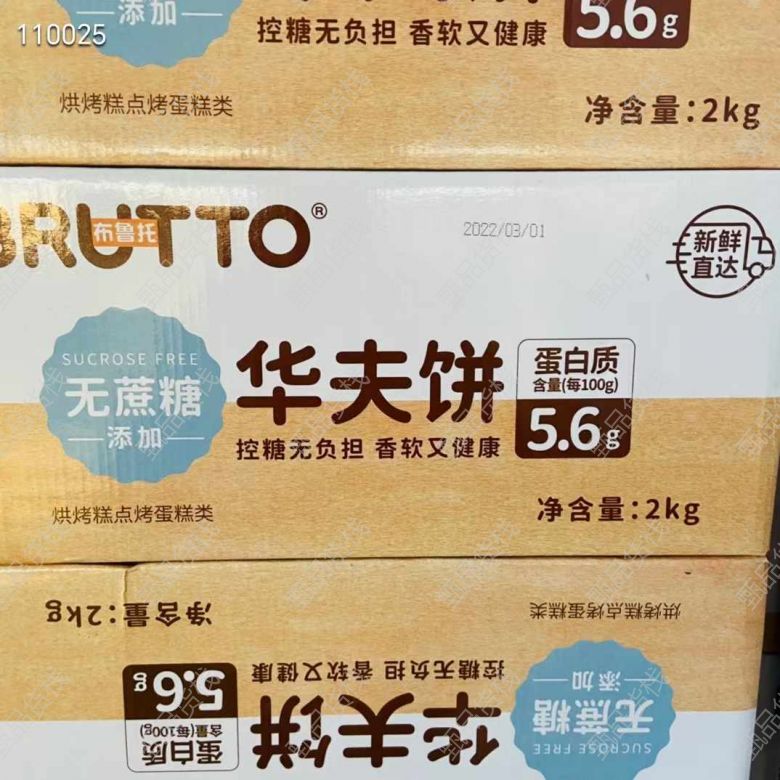 110025
添加
控糖无负担 香软又健康
5.6g
烘烤糕点烤蛋糕类
净含量:2kg
BRUTTO®
布鲁托
2022/03/01
新鲜
直达
SUCROSE FREE
无蔗糖
添加
华夫饼
控糖无负担 香软又健康
蛋白质
含量(每100g)
5.6g
烘烤糕点烤蛋糕类
净含量:2kg
净含量:2kg
烘烤糕点烤蛋糕类
控糖无负担 香软又健康
5.6g
添加
华夫饼
无蔗糖
含量(每100g)
蛋白质
SUCROSE FREE